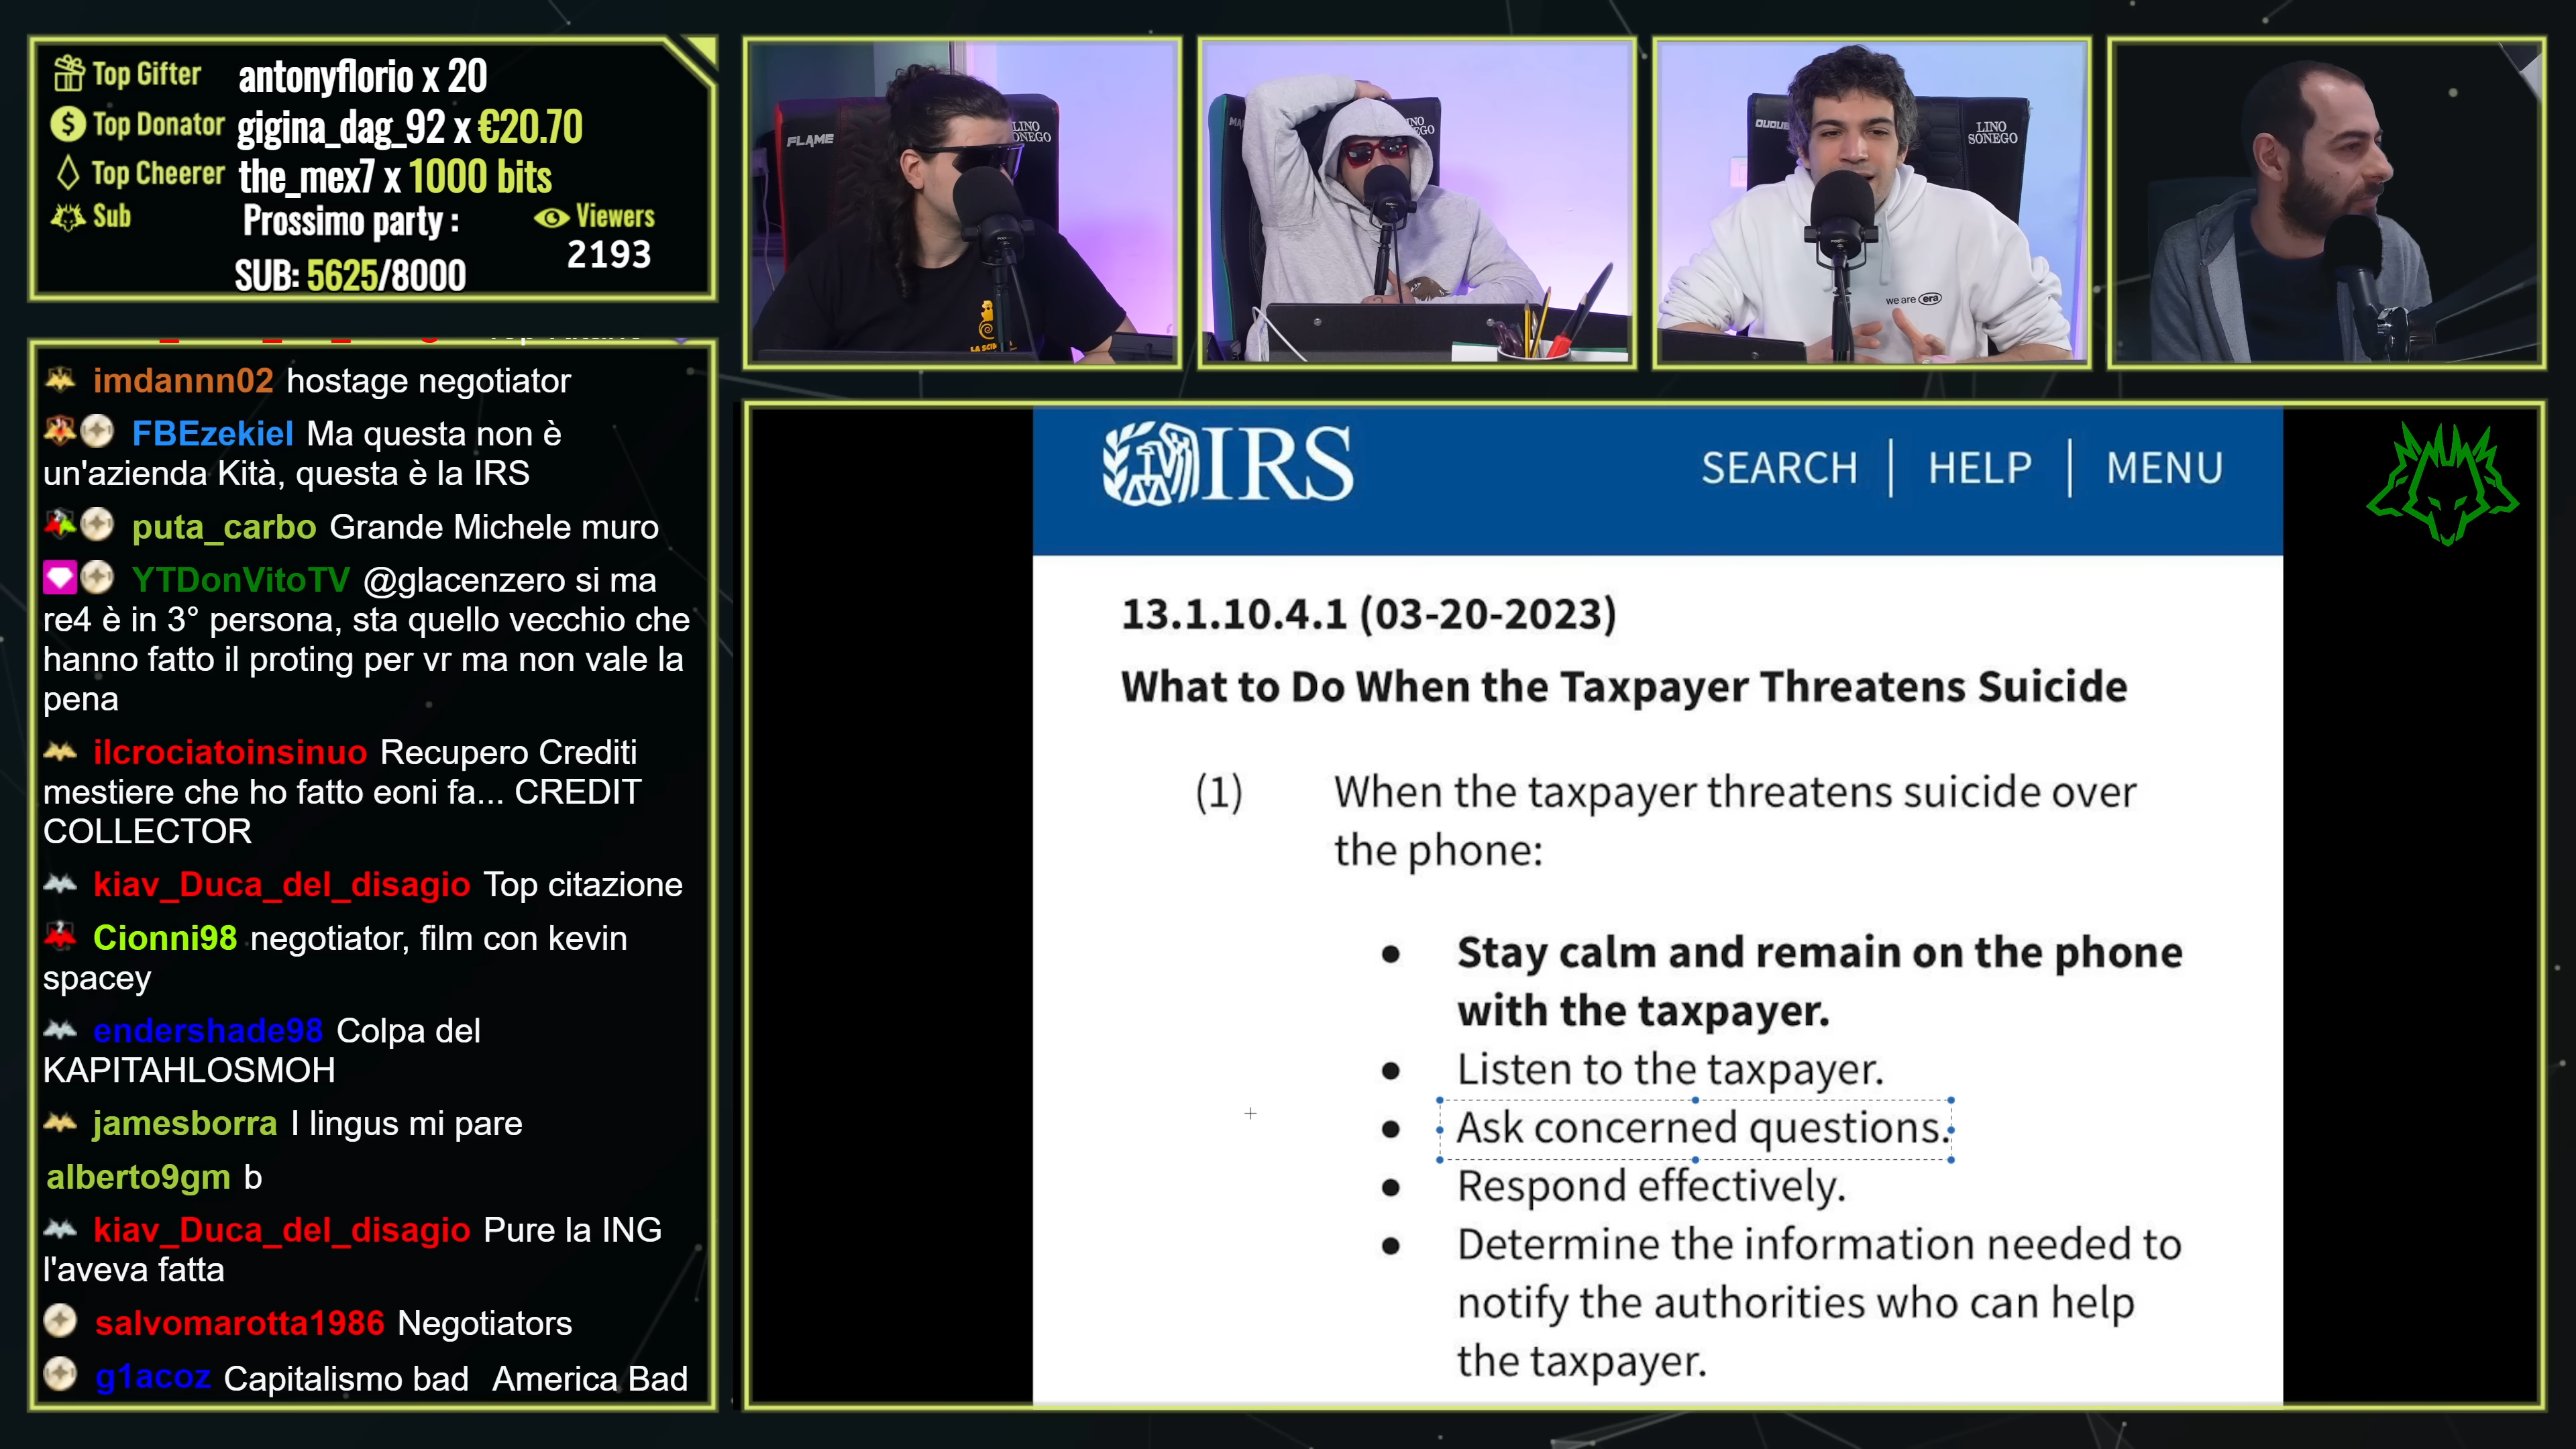 Top Gifter antonyflorio x 20
Top Donator gigina_dag_92 x €20.70
Top Cheerer the_mex7 x 1000 bits
Sub Prossimo party : Viewers
2193
SUB: 5625/8000
imdannn02 hostage negotiator
FBEzekiel Ma questa non è
un'azienda Kità, questa è la IRS
puta_carbo Grande Michele muro
YTDonVitoTV @glacenzero si ma
re4 è in 3° persona, sta quello vecchio che
hanno fatto il proting per vr ma non vale la
pena
ilcrociatoinsinuo Recupero Crediti
mestiere che ho fatto eoni fa... CREDIT
COLLECTOR
kiav_Duca_del_disagio Top citazione
Cionni98 negotiator, film con kevin
spacey
endershade98 Colpa del
KAPITAHLOSMOH
jamesborra I lingus mi pare
alberto9gm b
kiav_Duca_del_disagio Pure la ING
l'aveva fatta
salvomarotta1986 Negotiators
g1acoz Capitalismo bad America Bad
FLAME
LINO
SONEGO
LINO
SONEGO
we are era
IRS
SEARCH | HELP | MENU
13.1.10.4.1 (03-20-2023)
What to Do When the Taxpayer Threatens Suicide
(1) When the taxpayer threatens suicide over
the phone:
• Stay calm and remain on the phone
with the taxpayer.
• Listen to the taxpayer.
• Ask concerned questions.
• Respond effectively.
• Determine the information needed to
notify the authorities who can help
the taxpayer.